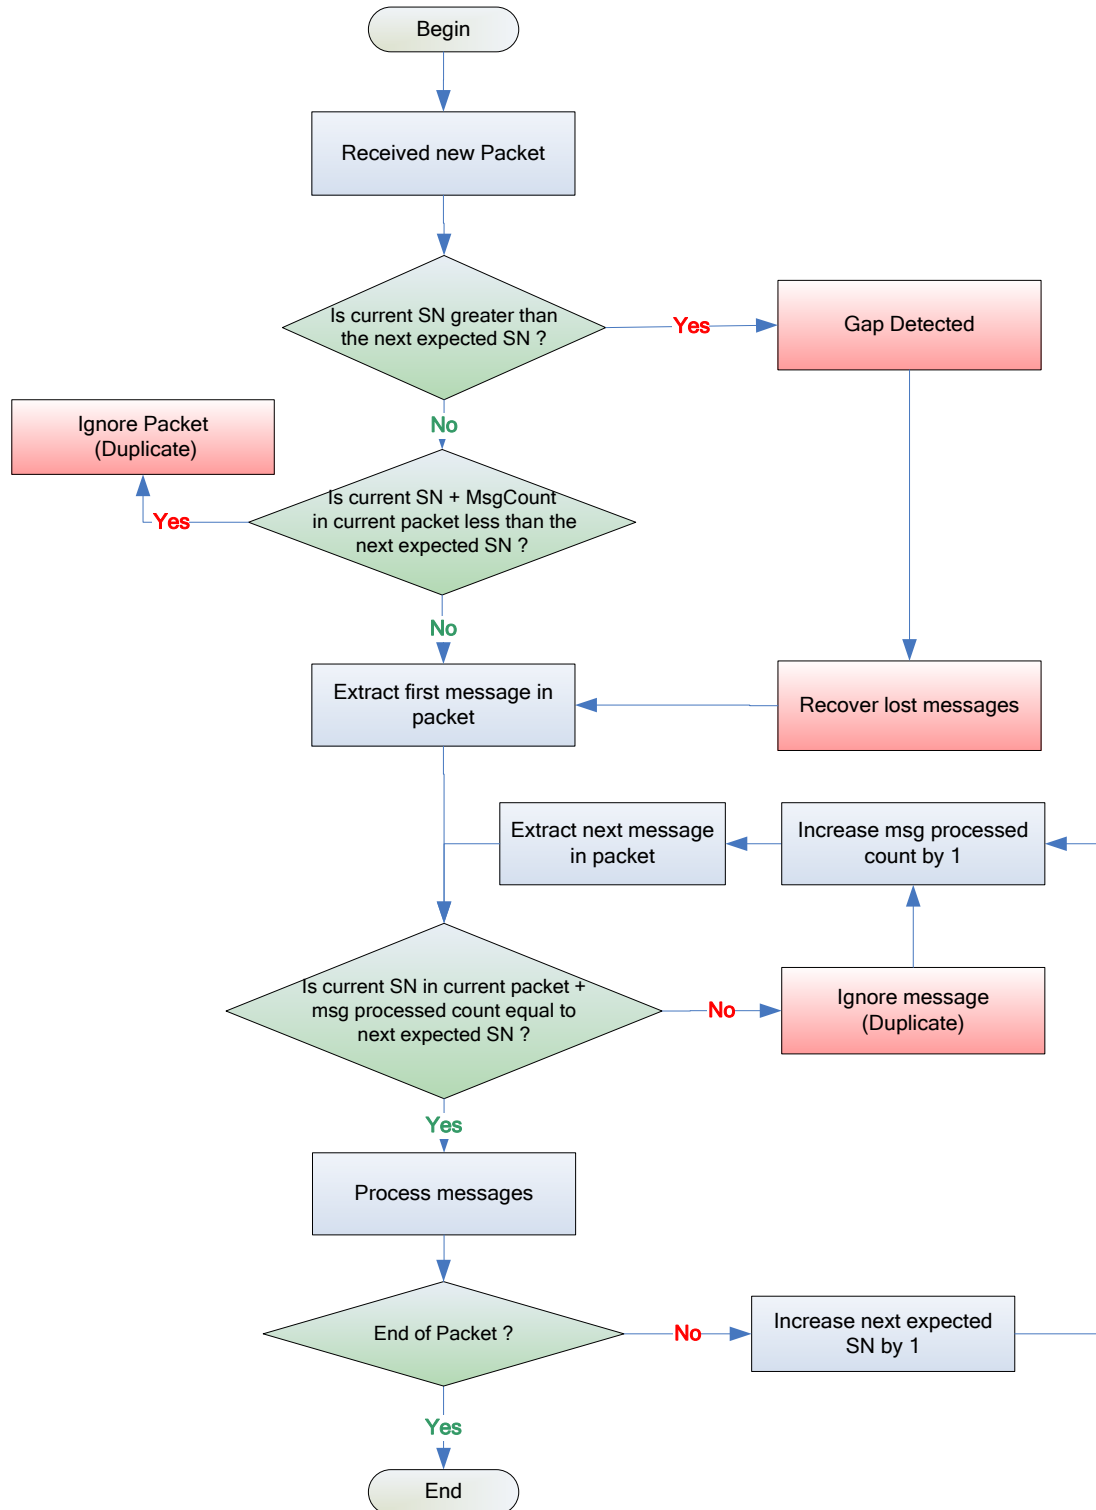 Begin
Received new Packet
Is current SN greater than
the next expected SN ?
Yes
Gap Detected
No
Ignore Packet
(Duplicate)
Is current SN + MsgCount
in current packet less than the
next expected SN ?
Yes
No
Extract first message in
packet
Recover lost messages
Extract next message
in packet
Increase msg processed
count by 1
Is current SN in current packet +
msg processed count equal to
next expected SN ?
No
Ignore message
(Duplicate)
Yes
Process messages
End of Packet ?
No
Increase next expected
SN by 1
Yes
End